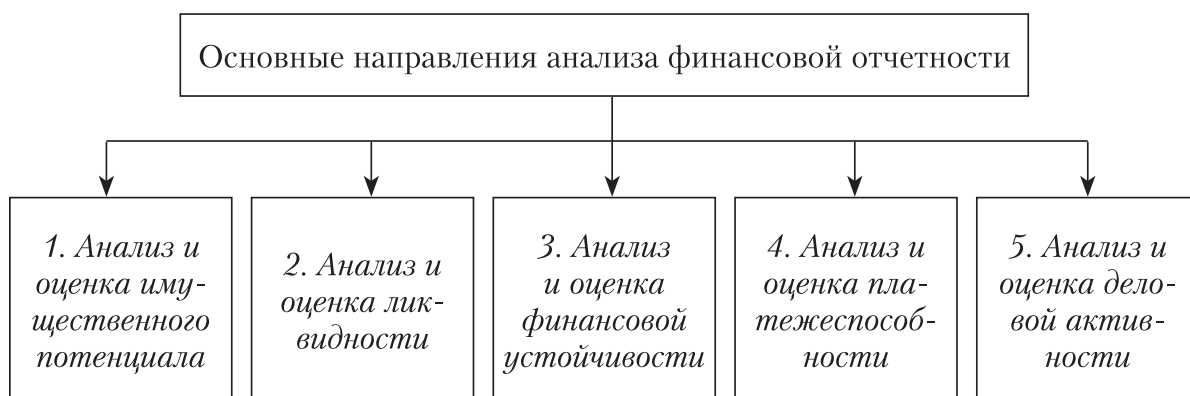 Основные направления анализа финансовой отчетности
1. Анализ и
оценка иму-
щественного
потенциала
2. Анализ и
оценка лик-
видности
3. Анализ
и оценка
финансовой
устойчивости
4. Анализ и
оценка пла-
тежеспособ-
ности
5. Анализ и
оценка дело-
вой актив-
ности